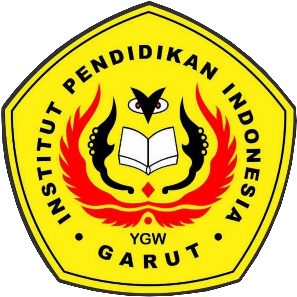 • INSTITUT PENDIDIKAN INDONESIA •
YGW
GARUT